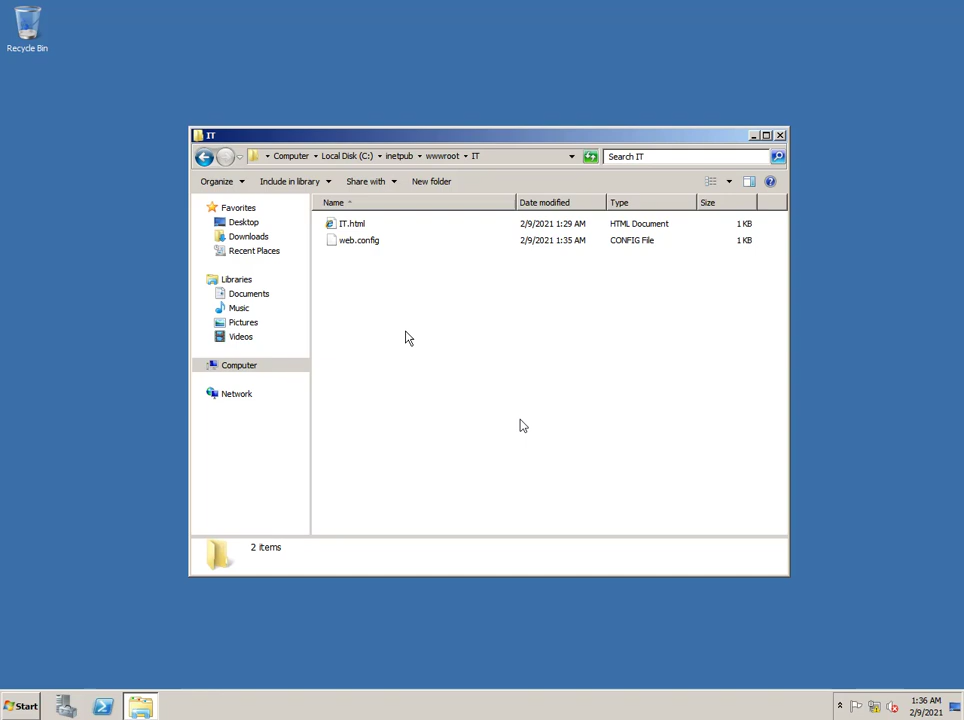 Recycle Bin
IT
Computer Local Disk (C:) inetpub wwwroot IT
Search IT
Organize Include in library Share with New folder
Name Date modified Type Size
Favorites
Desktop
Downloads
Recent Places
Libraries
Documents
Music
Pictures
Videos
Computer
Network
IT.html 2/9/2021 1:29 AM HTML Document 1 KB
web.config 2/9/2021 1:35 AM CONFIG File 1 KB
2 items
Start
1:36 AM
2/9/2021